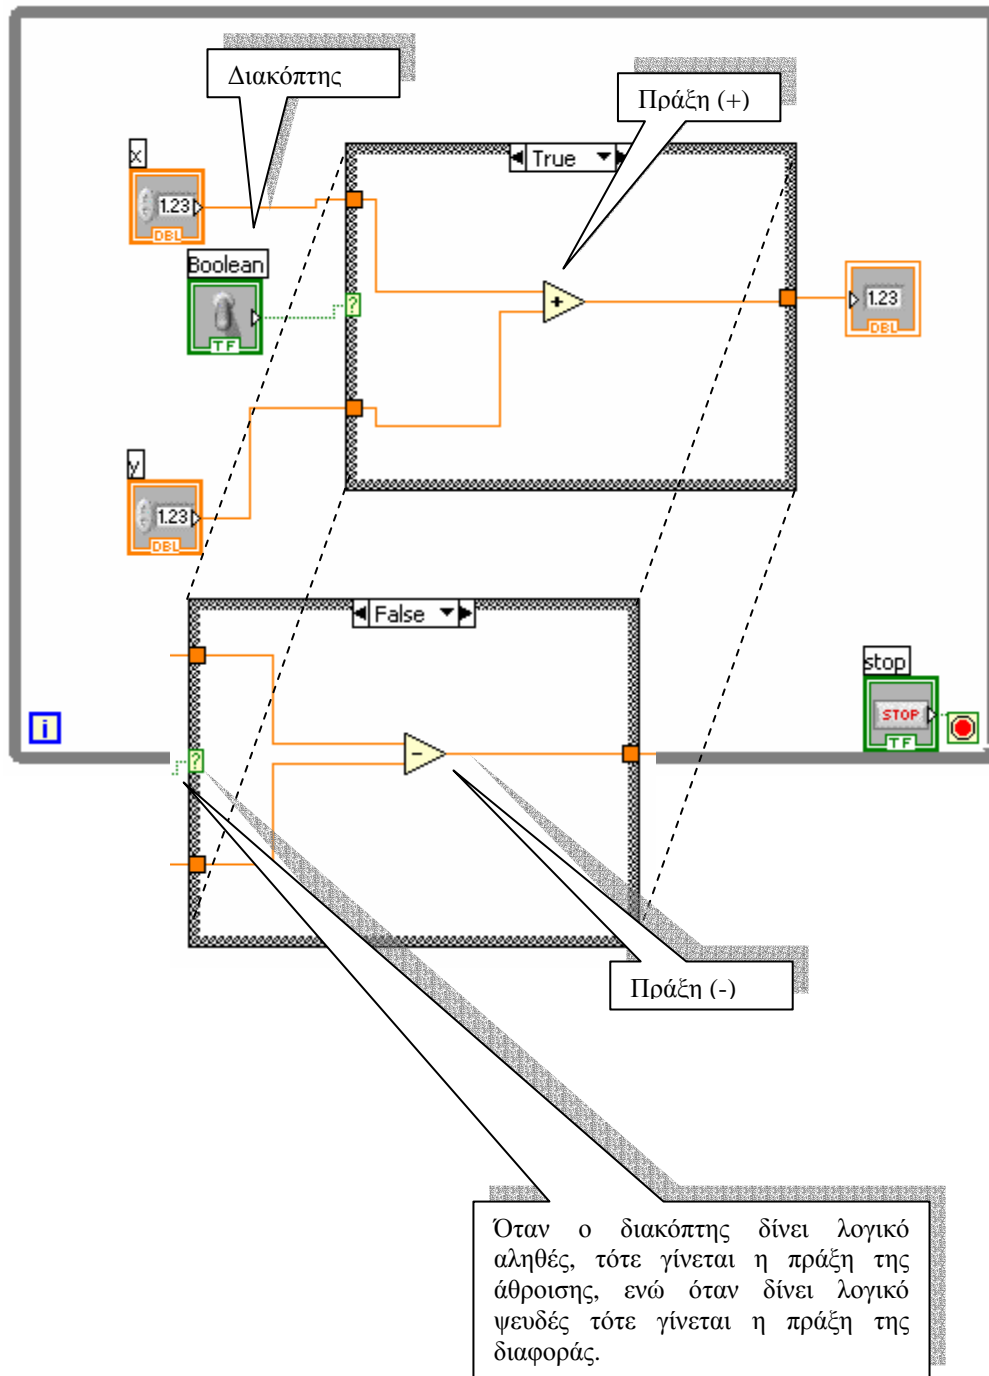 Διακόπτης
Πράξη (+)
x
1.23
DBL
True
Boolean
TF
?
+
1.23
DBL
y
1.23
DBL
False
?
-
stop
STOP
TF
i
Πράξη (-)
Όταν ο διακόπτης δίνει λογικό
αληθές, τότε γίνεται η πράξη της
άθροισης, ενώ όταν δίνει λογικό
ψευδές τότε γίνεται η πράξη της
διαφοράς.